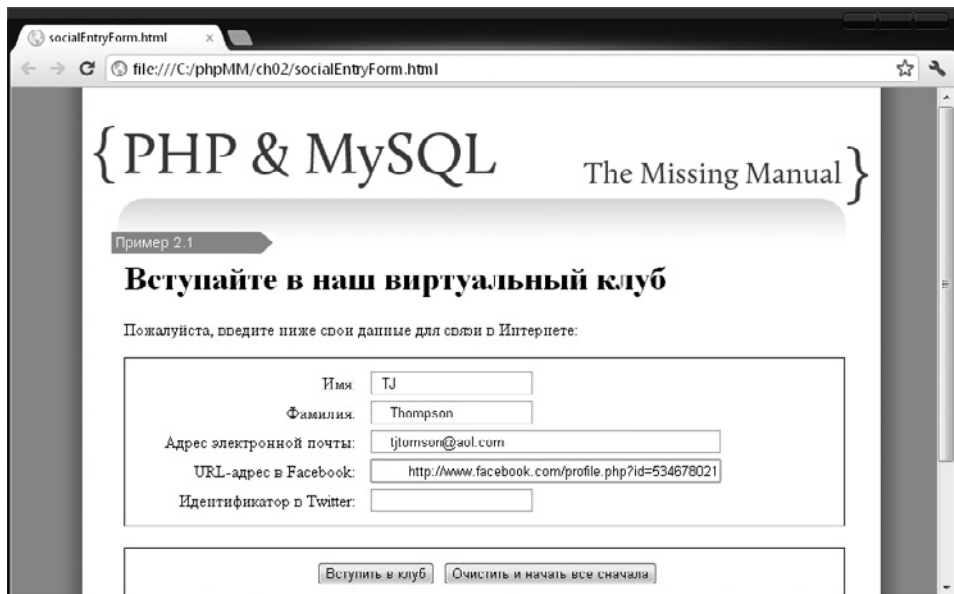 socialEntryForm.html
file:///C:/phpMM/ch02/socialEntryForm.html
{PHP & MySQL The Missing Manual}
Пример 2.1
Вступайте в наш виртуальный клуб
Пожалуйста, введите ниже свои данные для связи в Интернете:
Имя: TJ
Фамилия: Thompson
Адрес электронной почты: tjtomson@aol.com
URL-адрес в Facebook: http://www.facebook.com/profile.php?id=534678021
Идентификатор в Twitter:
Вступить в клуб Очистить и начать все сначала